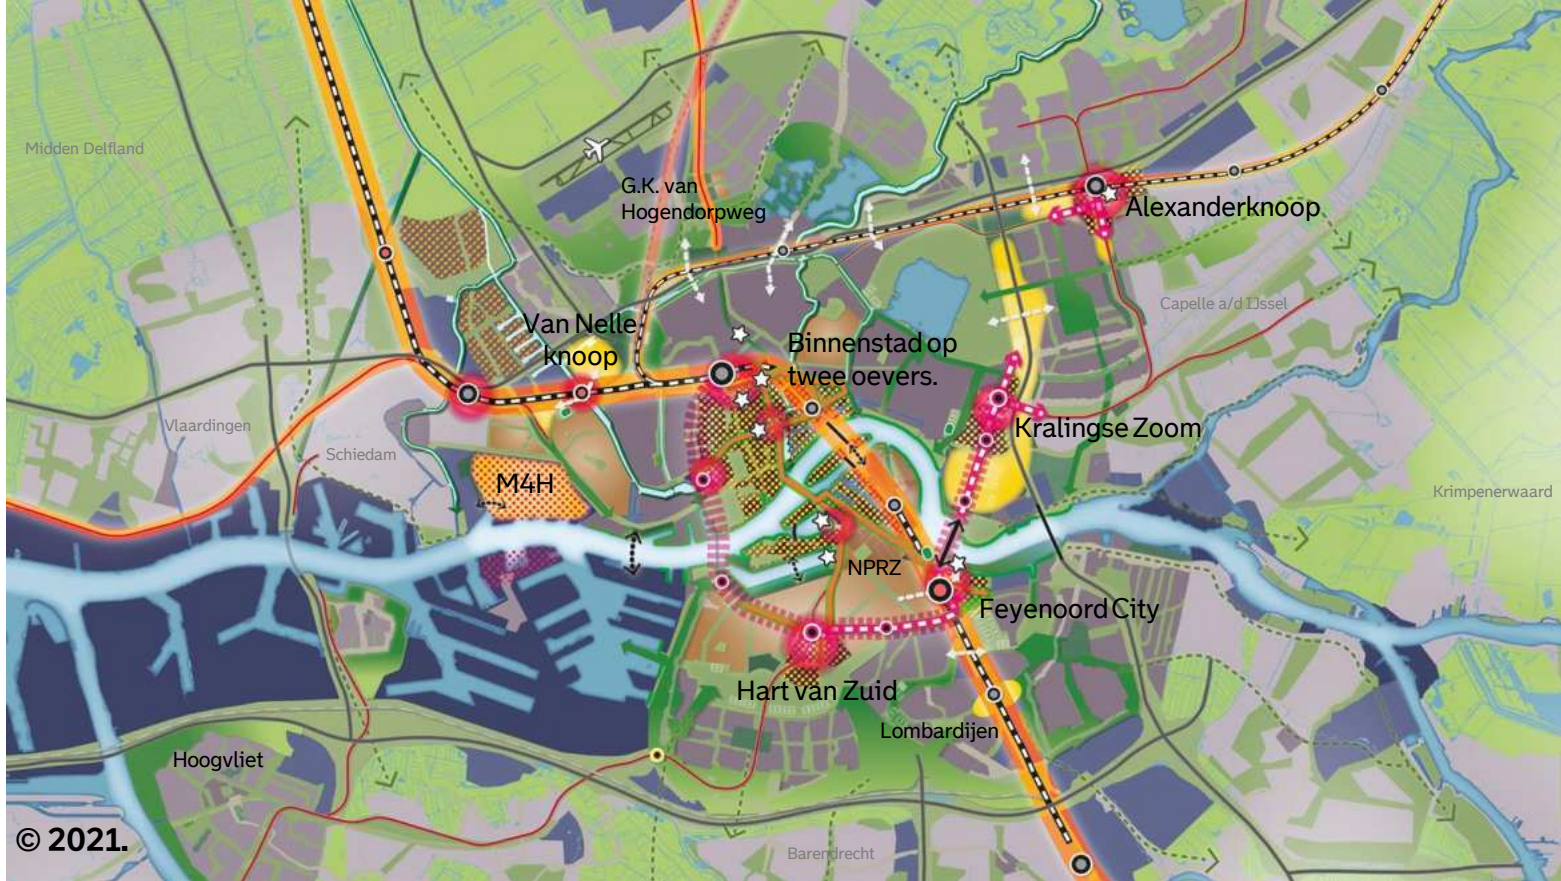 Midden Delfland
G.K. van
Hogendorpweg
Alexanderknoop
Capelle a/d IJssel
Van Nelle
knoop
Binnenstad op
twee oevers.
Vlaardingen
Schiedam
Kralingse Zoom
M4H
Krimpenerwaard
NPRZ
Feyenoord City
Hart van Zuid
Lombardijen
Hoogvliet
© 2021.
Barendrecht